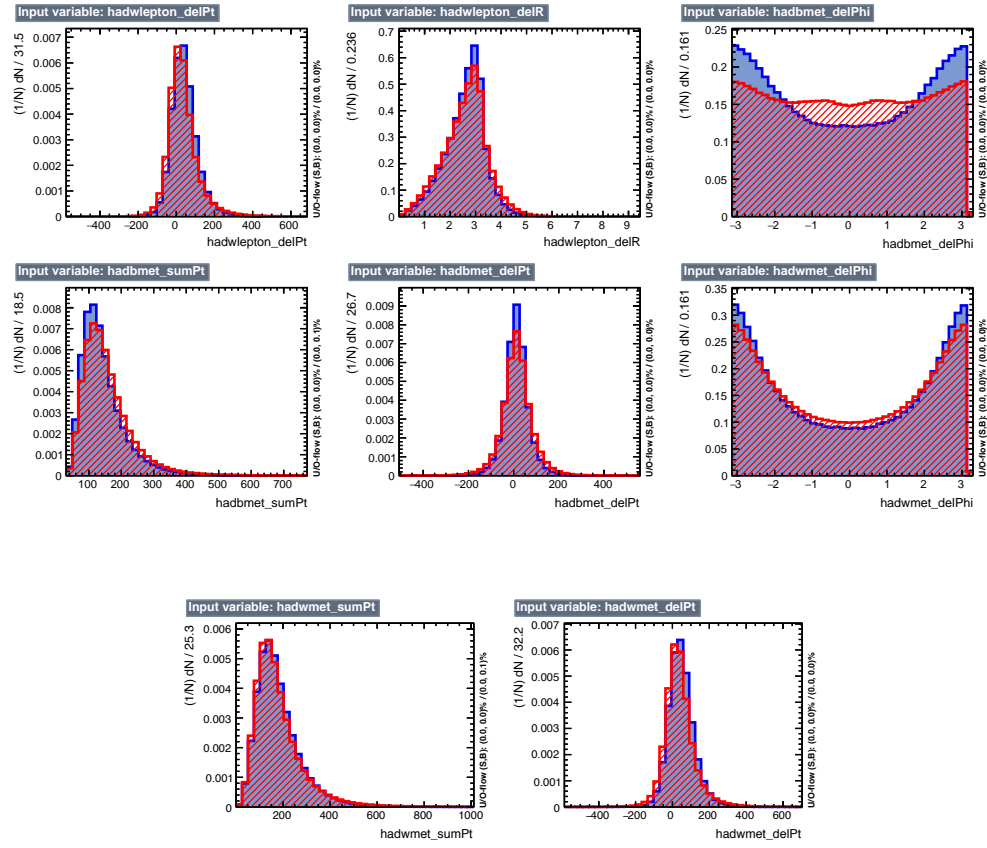 Input variable: hadwlepton_delPt
(1/N) dN / 31.5
0.007
0.006
0.005
0.004
0.003
0.002
0.001
0
−400 −200 0 200 400 600
hadwlepton_delPt
U/O-flow (S,B): (0.0, 0.0)% / (0.0, 0.0)%
Input variable: hadwlepton_delR
(1/N) dN / 0.236
0.7
0.6
0.5
0.4
0.3
0.2
0.1
0
1 2 3 4 5 6 7 8 9
hadwlepton_delR
U/O-flow (S,B): (0.0, 0.0)% / (0.0, 0.0)%
Input variable: hadbmet_delPhi
(1/N) dN / 0.161
0.25
0.2
0.15
0.1
0.05
0
−3 −2 −1 0 1 2 3
hadbmet_delPhi
U/O-flow (S,B): (0.0, 0.0)% / (0.0, 0.0)%
Input variable: hadbmet_sumPt
(1/N) dN / 18.5
0.008
0.007
0.006
0.005
0.004
0.003
0.002
0.001
0
100 200 300 400 500 600 700
hadbmet_sumPt
U/O-flow (S,B): (0.0, 0.0)% / (0.0, 0.1)%
Input variable: hadbmet_delPt
(1/N) dN / 26.7
0.009
0.008
0.007
0.006
0.005
0.004
0.003
0.002
0.001
0
−400 −200 0 200 400
hadbmet_delPt
U/O-flow (S,B): (0.0, 0.0)% / (0.0, 0.0)%
Input variable: hadwmet_delPhi
(1/N) dN / 0.161
0.35
0.3
0.25
0.2
0.15
0.1
0.05
0
−3 −2 −1 0 1 2 3
hadwmet_delPhi
U/O-flow (S,B): (0.0, 0.0)% / (0.0, 0.0)%
Input variable: hadwmet_sumPt
(1/N) dN / 25.3
0.006
0.005
0.004
0.003
0.002
0.001
0
200 400 600 800 1000
hadwmet_sumPt
U/O-flow (S,B): (0.0, 0.0)% / (0.0, 0.1)%
Input variable: hadwmet_delPt
(1/N) dN / 32.2
0.007
0.006
0.005
0.004
0.003
0.002
0.001
0
−600 −400 −200 0 200 400 600
hadwmet_delPt
U/O-flow (S,B): (0.0, 0.0)% / (0.0, 0.0)%